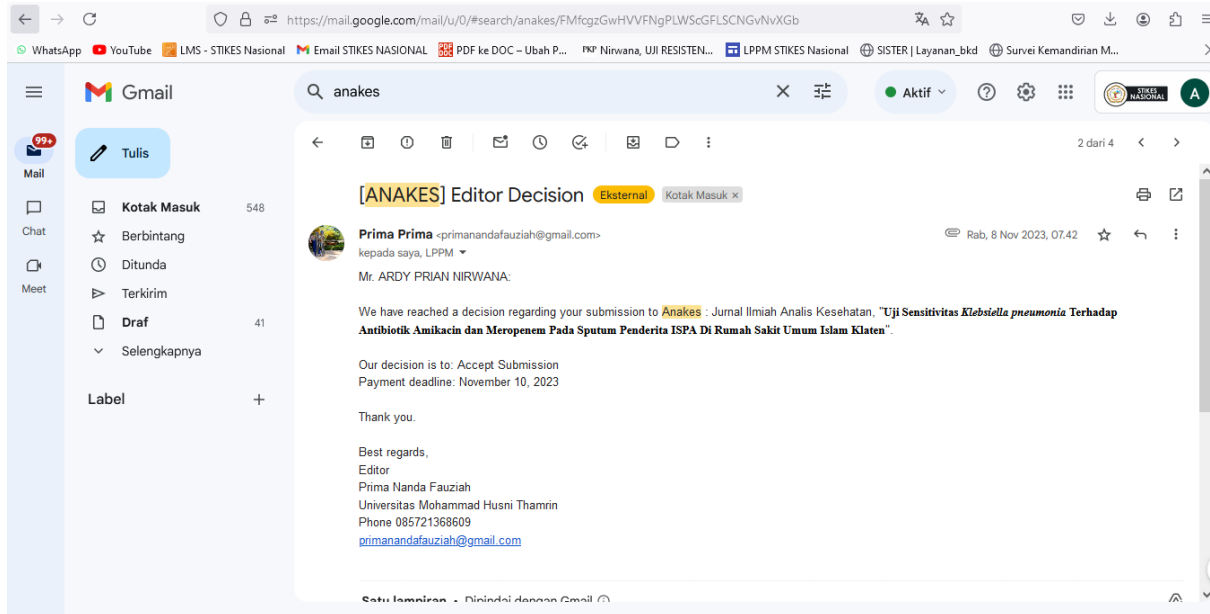 https://mail.google.com/mail/u/0/#search/anakes/FMfcgzGwHVVFNgPLWScGFLSCNGvNvXGb
WhatsApp YouTube LMS - STIKES Nasional Email STIKES NASIONAL PDF ke DOC – Ubah P... PKP Nirwana, UJI RESISTEN... LPPM STIKES Nasional SISTER | Layanan_bkd Survei Kemandirian M...
Gmail
anakes
Aktif
STIKES NASIONAL
A
99+
Mail
Chat
Meet
Tulis
Kotak Masuk 548
Berbintang
Ditunda
Terkirim
Draf 41
Selengkapnya
Label +
2 dari 4
[ANAKES] Editor Decision Eksternal Kotak Masuk ×
Prima Prima <primanandafauziah@gmail.com> Rab, 8 Nov 2023, 07.42
kepada saya, LPPM
Mr. ARDY PRIAN NIRWANA:
We have reached a decision regarding your submission to Anakes : Jurnal Ilmiah Analis Kesehatan, "Uji Sensitivitas Klebsiella pneumonia Terhadap
Antibiotik Amikacin dan Meropenem Pada Sputum Penderita ISPA Di Rumah Sakit Umum Islam Klaten".
Our decision is to: Accept Submission
Payment deadline: November 10, 2023
Thank you.
Best regards,
Editor
Prima Nanda Fauziah
Universitas Mohammad Husni Thamrin
Phone 085721368609
primanandafauziah@gmail.com
Satu lampiran • Dipindai dengan Gmail